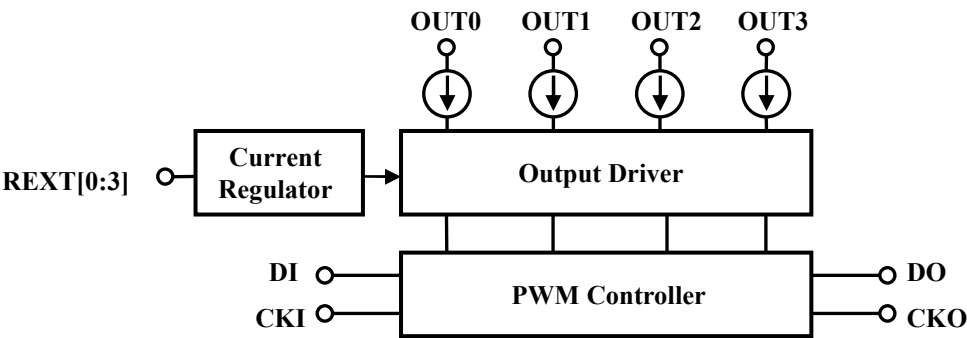 OUT0 OUT1 OUT2 OUT3
Current
Regulator
Output Driver
REXT[0:3]
DI
PWM Controller
DO
CKI
CKO